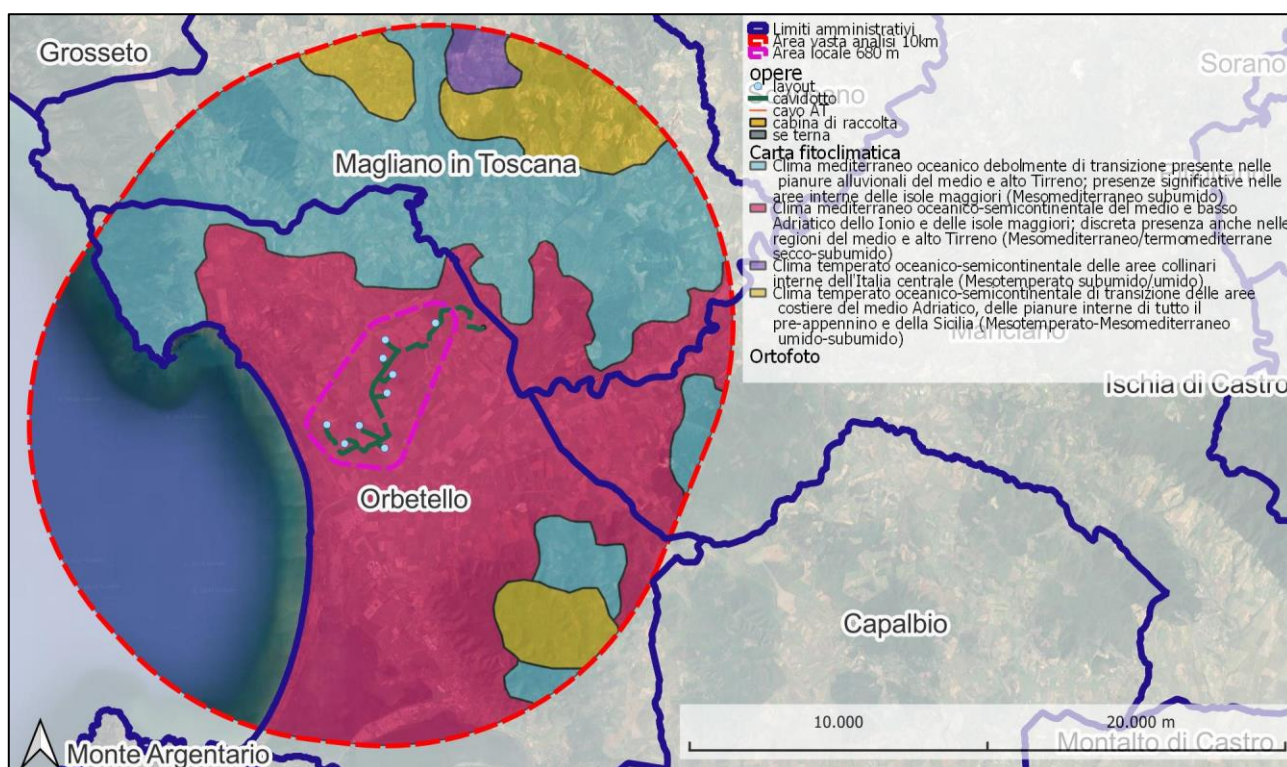 Grosseto
Magliano in Toscana
Orbetello
Monte Argentario
Capalbio
Ischia di Castro
Sorano
Manciano
Montalto di Castro
Limiti amministrativi
Area vasta analisi 10km
Area locale 680 m
opere
layout
cavidotto
cavo AT
cabina di raccolta
se terna
Carta fitoclimatica
Clima mediterraneo oceanico debolmente di transizione presente nelle
pianure alluvionali del medio e alto Tirreno; presenze significative nelle
aree interne delle isole maggiori (Mesomediterraneo subumido)
Clima mediterraneo oceanico-semicontinentale del medio e basso
Adriatico dello Ionio e delle isole maggiori; discreta presenza anche nelle
regioni del medio e alto Tirreno (Mesomediterraneo/termomediterrane
secco-subumido)
Clima temperato oceanico-semicontinentale delle aree collinari
interne dell'Italia centrale (Mesotemperato subumido/umido)
Clima temperato oceanico-semicontinentale di transizione delle aree
costiere del medio Adriatico, delle pianure interne di tutto il
pre-appennino e della Sicilia (Mesotemperato-Mesomediterraneo
umido-subumido)
Ortofoto
10.000
20.000 m